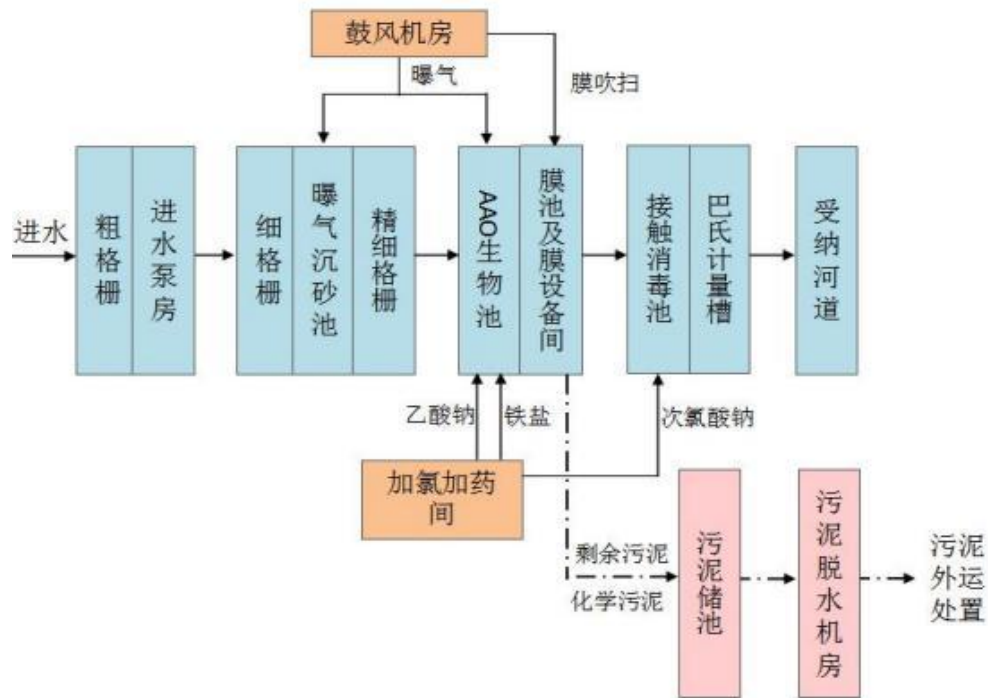 鼓风机房
曝气
膜吹扫
进水
粗格栅
进水泵房
细格栅
曝气沉砂池
精细格栅
AAO生物池
膜池及膜设备间
接触消毒池
巴氏计量槽
受纳河道
乙酸钠
铁盐
次氯酸钠
加氯加药
间
剩余污泥
化学污泥
污泥储池
污泥脱水机房
污泥
外运
处置